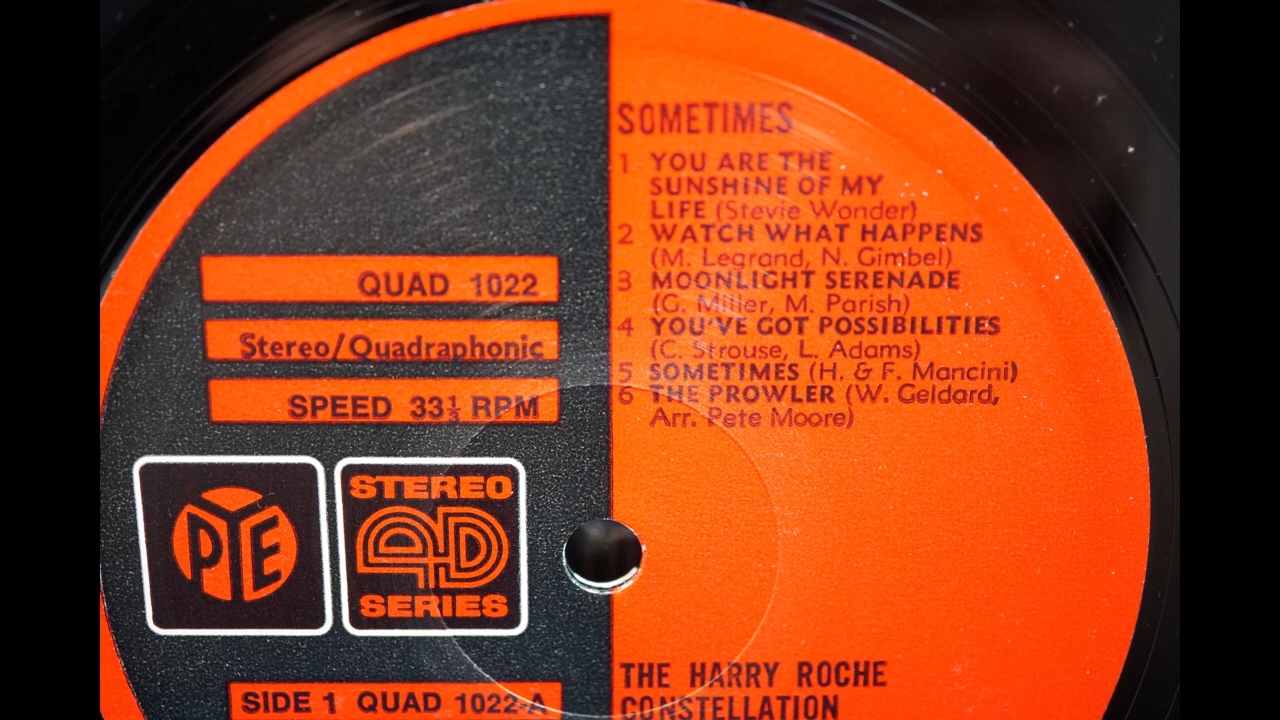 QUAD 1022
Stereo/Quadraphonic
SPEED 33⅓ RPM
PYE
STEREO
4D
SERIES
SIDE 1 QUAD 1022-A
SOMETIMES
1 YOU ARE THE
SUNSHINE OF MY
LIFE (Stevie Wonder)
2 WATCH WHAT HAPPENS
(M. Legrand, N. Gimbel)
3 MOONLIGHT SERENADE
(G. Miller, M. Parish)
4 YOU'VE GOT POSSIBILITIES
(C. Strouse, L. Adams)
5 SOMETIMES (H. & F. Mancini)
6 THE PROWLER (W. Geldard,
Arr. Pete Moore)
THE HARRY ROCHE
CONSTELLATION